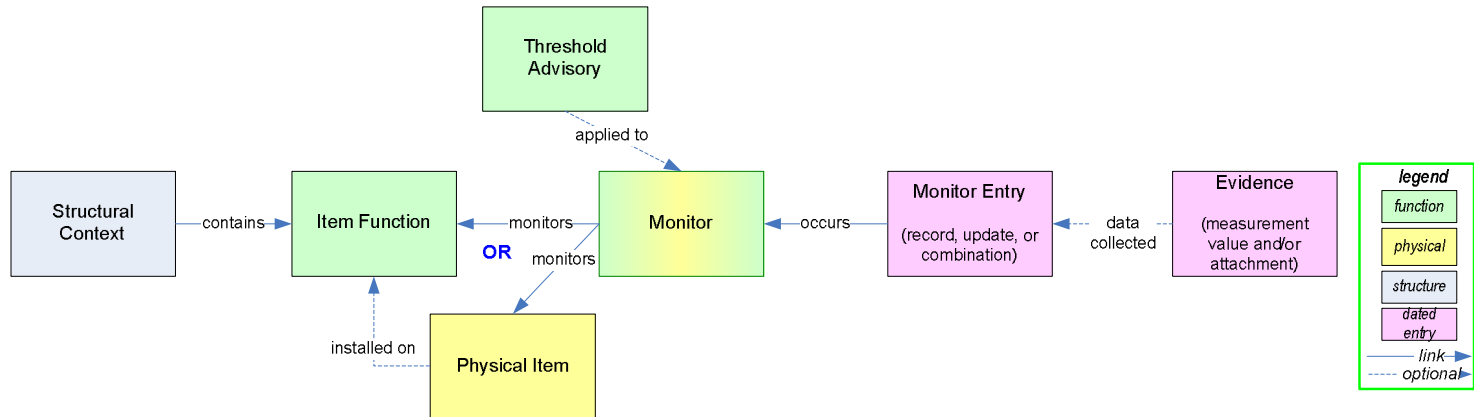 Threshold
Advisory
applied to
Structural
Context
contains
Item Function
monitors
OR
monitors
Monitor
occurs
Monitor Entry
(record, update, or
combination)
data
collected
Evidence
(measurement
value and/or
attachment)
installed on
Physical Item
legend
function
physical
structure
dated
entry
link
optional